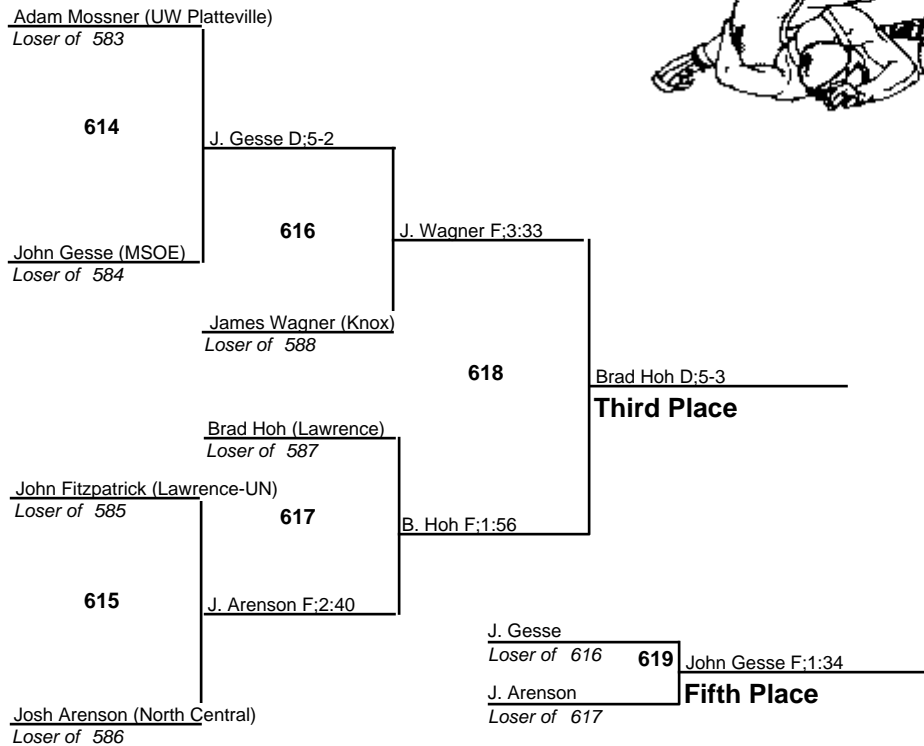 Adam Mossner (UW Platteville)
Loser of 583
614
J. Gesse D;5-2
John Gesse (MSOE)
Loser of 584
616
J. Wagner F;3:33
James Wagner (Knox)
Loser of 588
618
Brad Hoh D;5-3
Third Place
Brad Hoh (Lawrence)
Loser of 587
John Fitzpatrick (Lawrence-UN)
Loser of 585
617
B. Hoh F;1:56
615
J. Arenson F;2:40
Josh Arenson (North Central)
Loser of 586
J. Gesse
Loser of 616
619
John Gesse F;1:34
Fifth Place
J. Arenson
Loser of 617